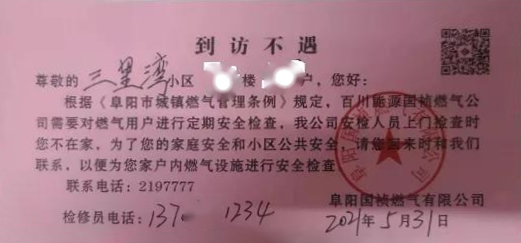 到访不遇
尊敬的 三里湾 小区 楼 户，您好：
根据《阜阳市城镇燃气管理条例》规定，百川能源国祯燃气公
司需要对燃气用户进行定期安全检查，我公司安检人员上门检查时
您不在家，为了您的家庭安全和小区公共安全，请您回来时和我们
联系，以便为您家户内燃气设施进行安全检查
联系电话：2197777
阜阳国祯燃气有限公司
检修员电话：137 1234
2021年5月31日